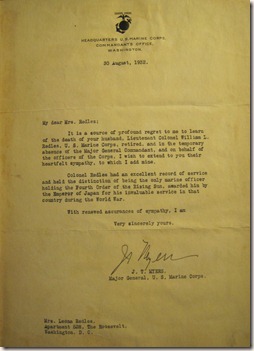 HEADQUARTERS U.S. MARINE CORPS,
COMMANDANT'S OFFICE,
WASHINGTON.
30 August, 1922.
My dear Mrs. Redles,
It is a source of profound regret to me to learn
of the death of your husband, Lieutenant Colonel William L.
Redles, U. S. Marine Corps, retired, and in the temporary
absence of the Major General Commandant, and on behalf of
the officers of the Corps, I wish to extend to you their
heartfelt sympathy, to which I add mine.
Colonel Redles had an excellent record of service
and held the distinction of being the only marine officer
holding the Fourth Order of the Rising Sun, awarded him by
the Emperor of Japan for his invaluable service in that
country during the World War.
With renewed assurances of sympathy, I am
Very sincerely yours,
J. T. MYERS,
Major General, U. S. Marine Corps.
Mrs. Redles,
Apartment The Roosevelt,
Washington, D. C.